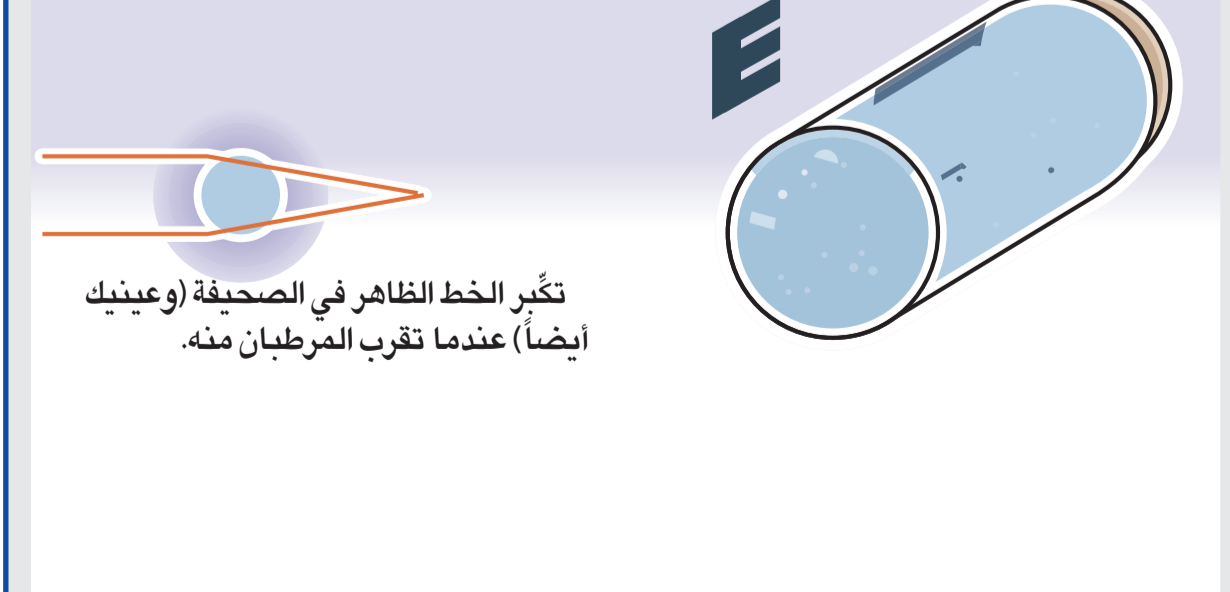 E
تكِّبر الخط الظاهر في الصحيفة (وعينيك
أيضاً) عندما تقرب المرطبان منه.